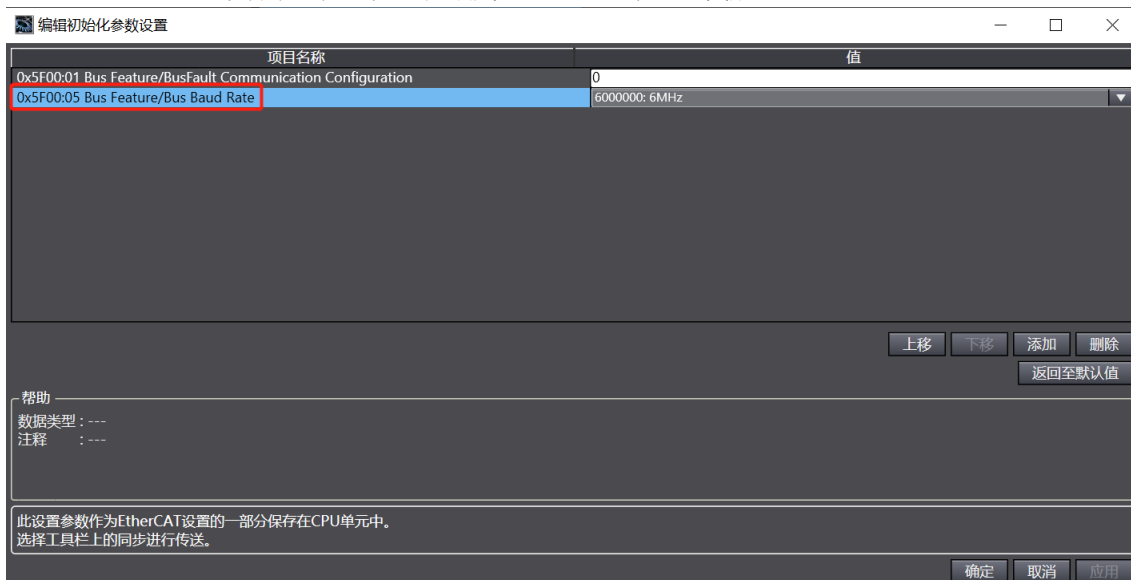 编辑初始化参数设置
项目名称 值
0x5F00:01 Bus Feature/BusFault Communication Configuration 0
0x5F00:05 Bus Feature/Bus Baud Rate 6000000: 6MHz
上移 下移 添加 删除
返回至默认值
帮助
数据类型 : ---
注释 : ---
此设置参数作为EtherCAT设置的一部分保存在CPU单元中。
选择工具栏上的同步进行传送。
确定 取消 应用